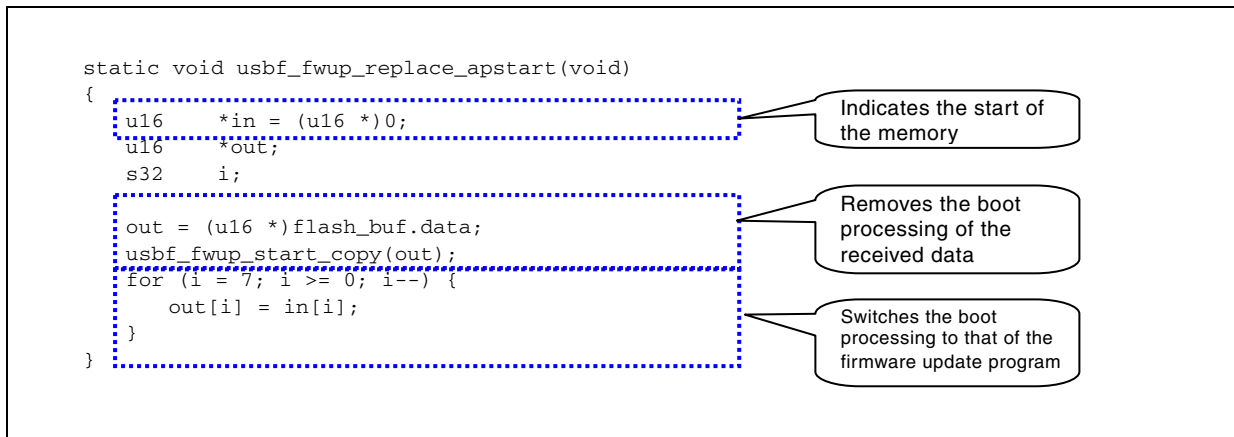 static void usbf_fwup_replace_apstart(void)
{
u16 *in = (u16 *)0;
u16 *out;
s32 i;
out = (u16 *)flash_buf.data;
usbf_fwup_start_copy(out);
for (i = 7; i >= 0; i--) {
out[i] = in[i];
}
}
Indicates the start of
the memory
Removes the boot
processing of the
received data
Switches the boot
processing to that of the
firmware update program